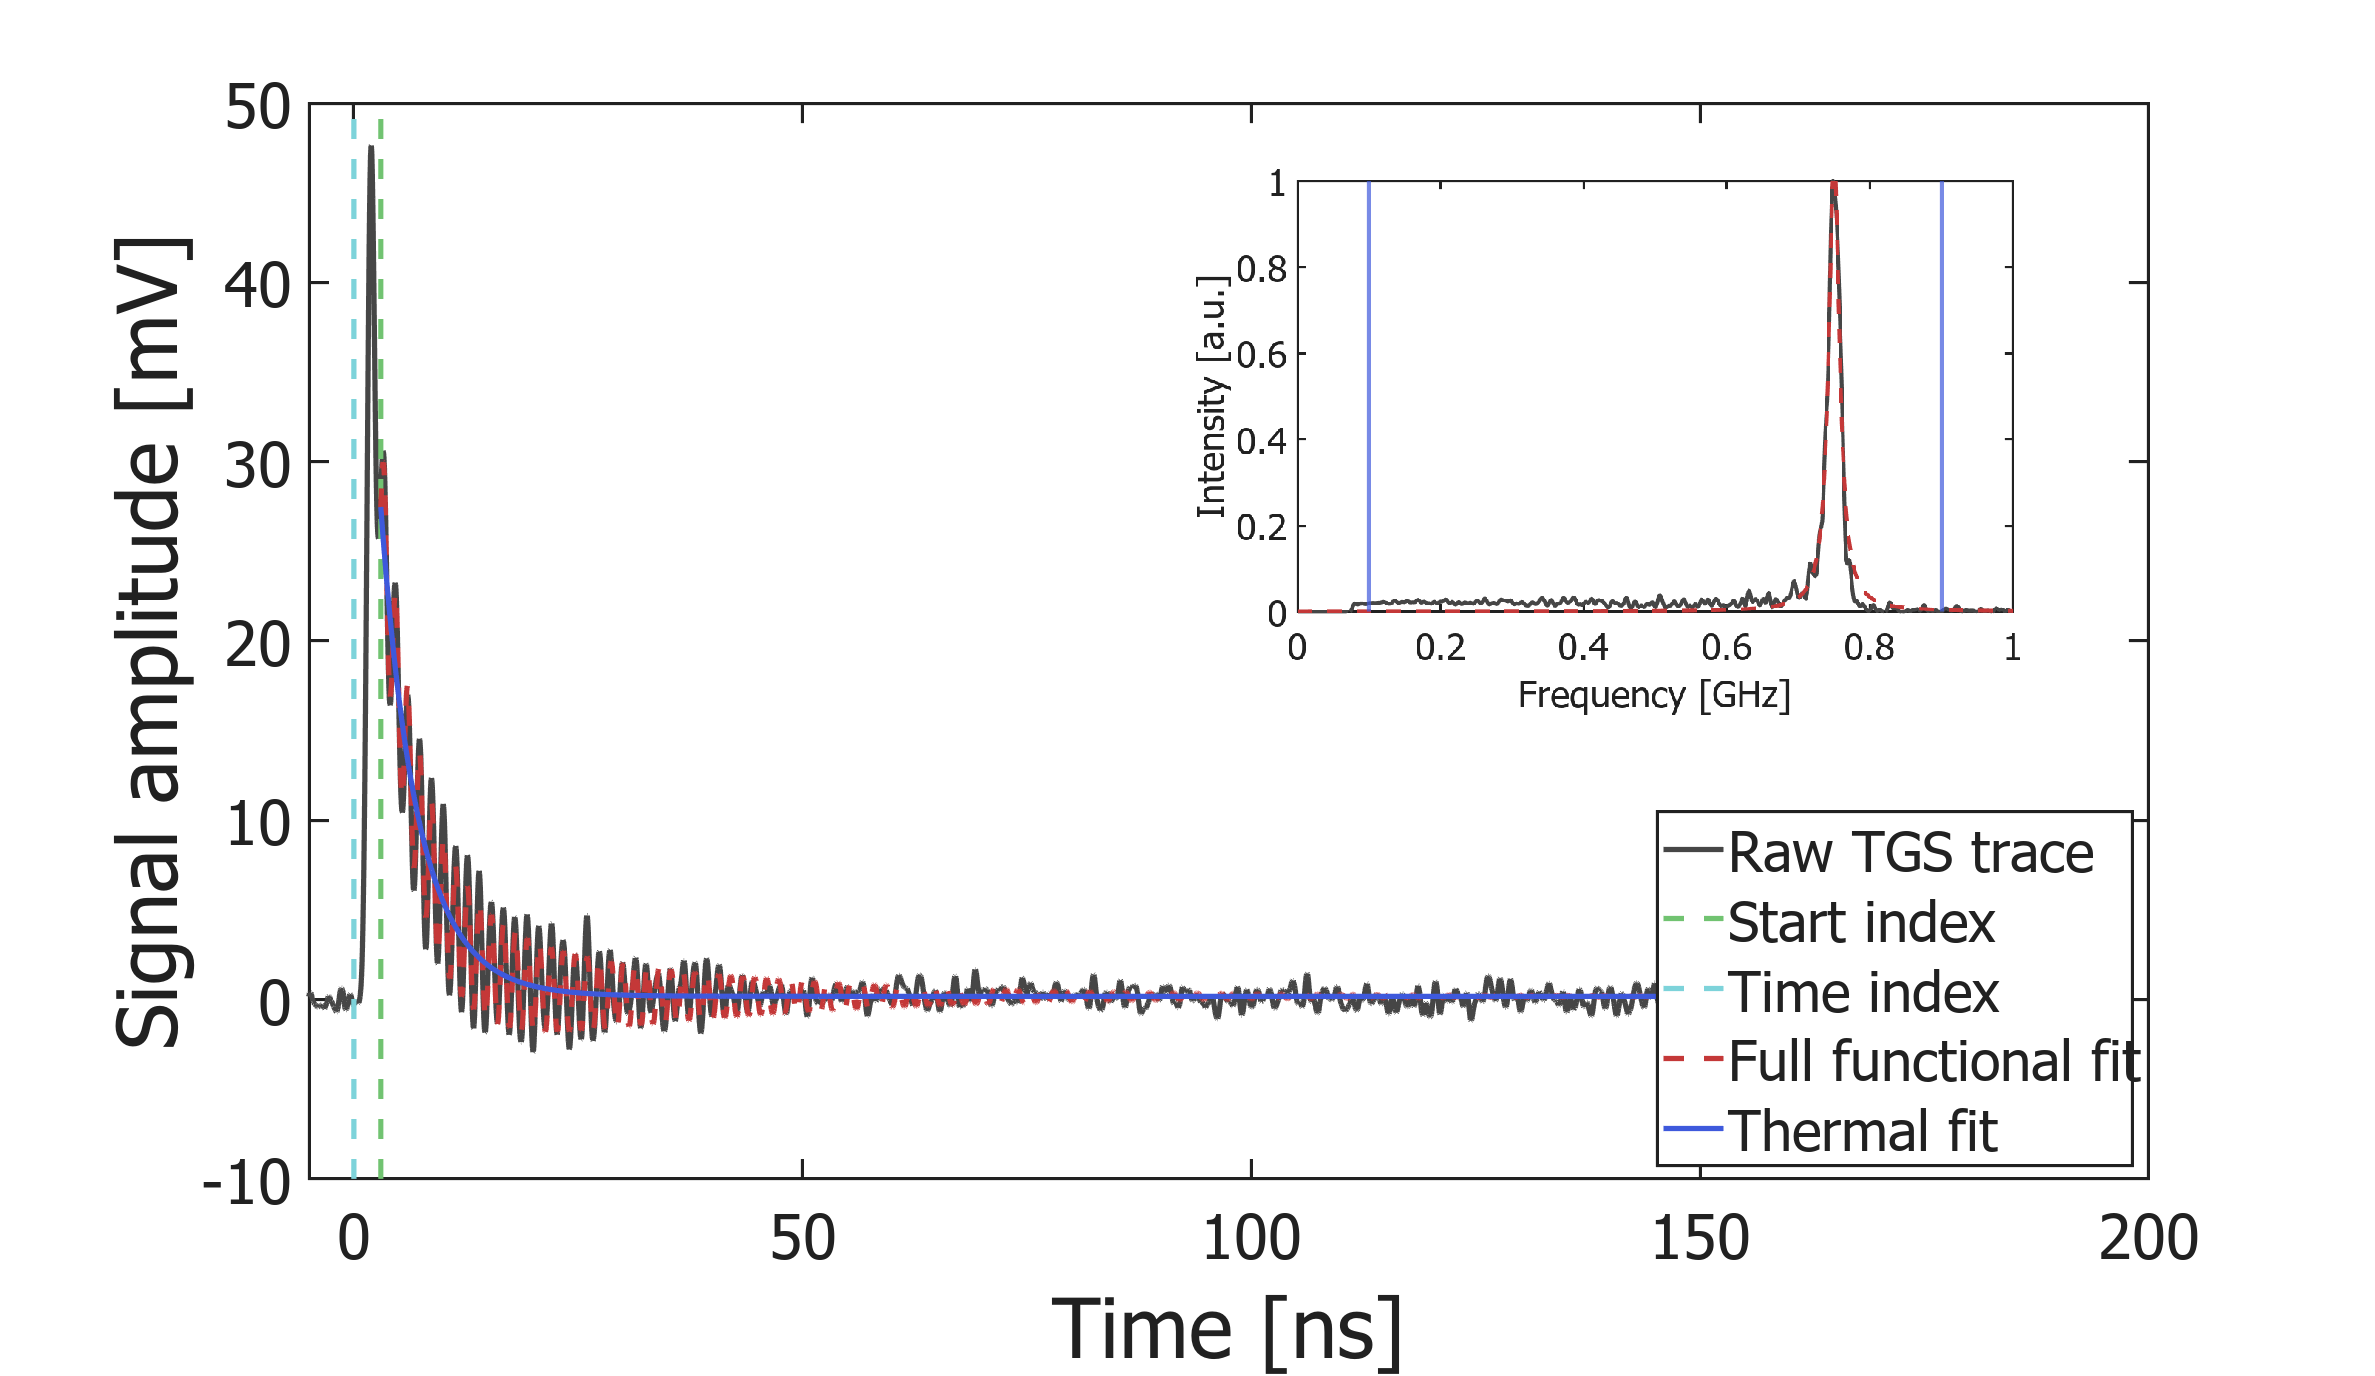 50
40
30
20
10
0
-10
Signal amplitude [mV]
0
50
100
150
200
Time [ns]
1
0.8
0.6
0.4
0.2
0
Intensity [a.u.]
0
0.2
0.4
0.6
0.8
1
Frequency [GHz]
Raw TGS trace
Start index
Time index
Full functional fit
Thermal fit